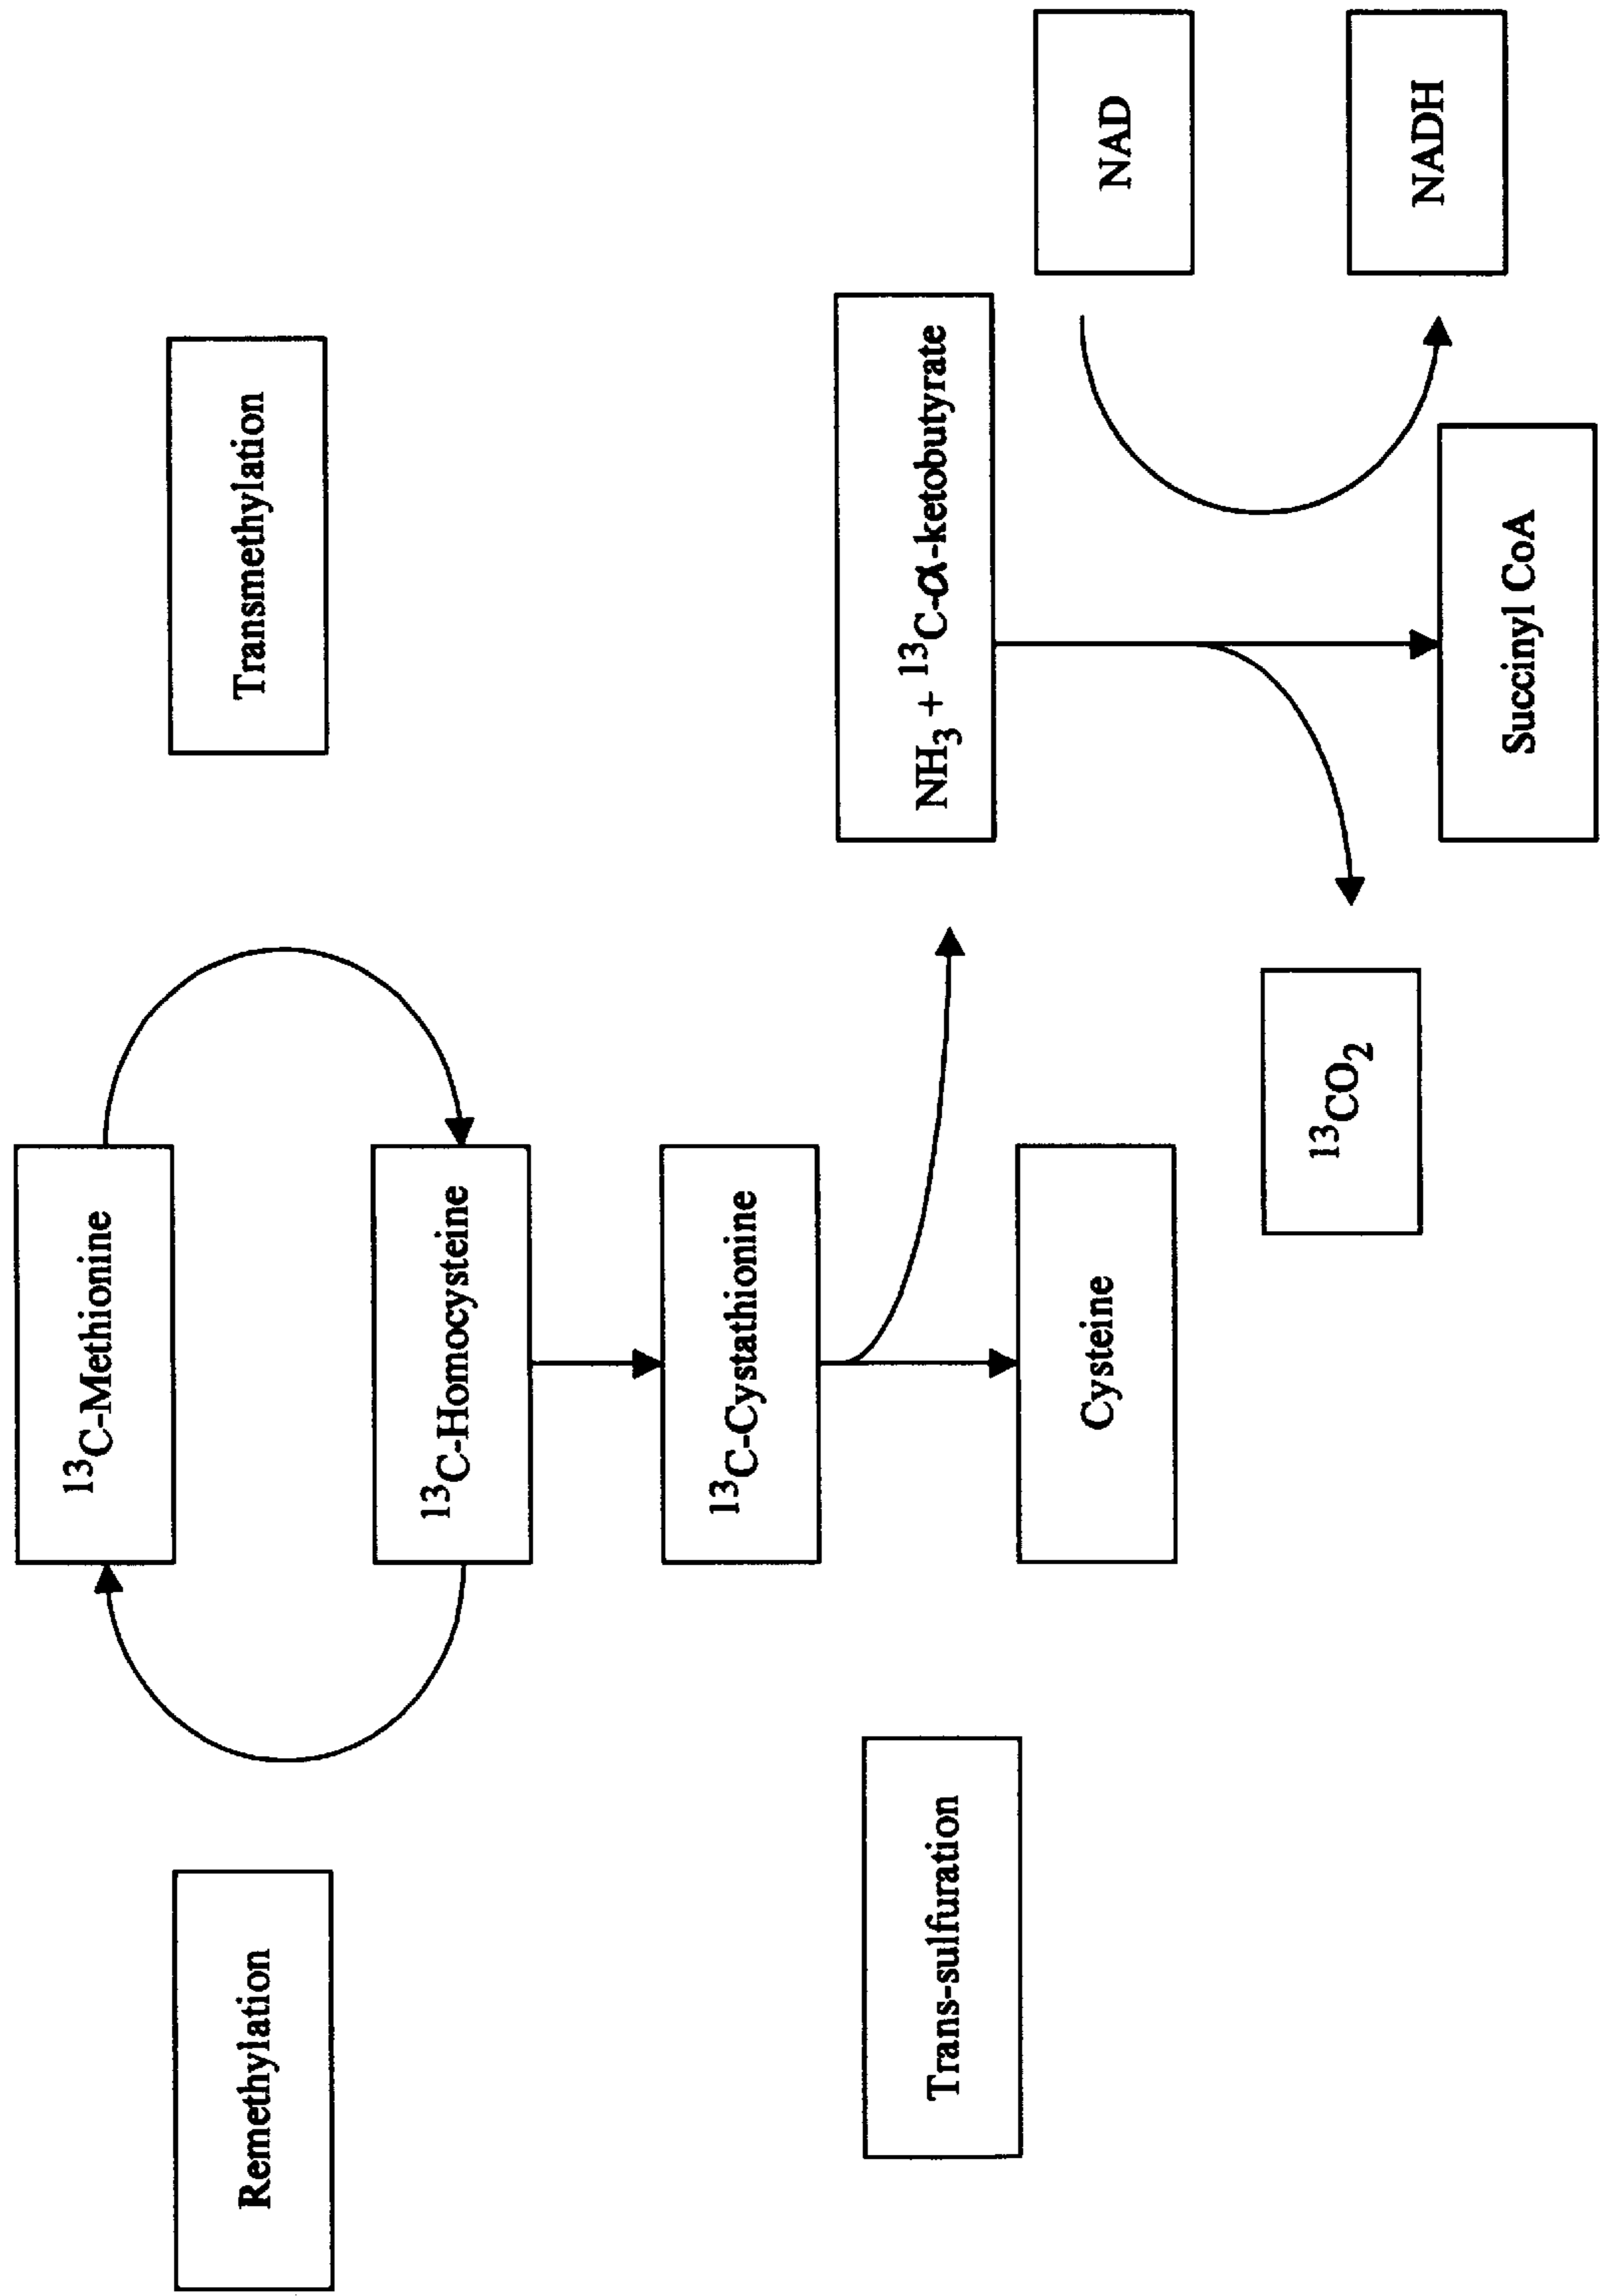 ¹³C-Methionine
Remethylation
Transmethylation
¹³C-Homocysteine
¹³C-Cystathionine
Trans-sulfuration
NH₃ + ¹³C-α-ketobutyrate
Cysteine
NAD
¹³CO₂
NADH
Succinyl CoA